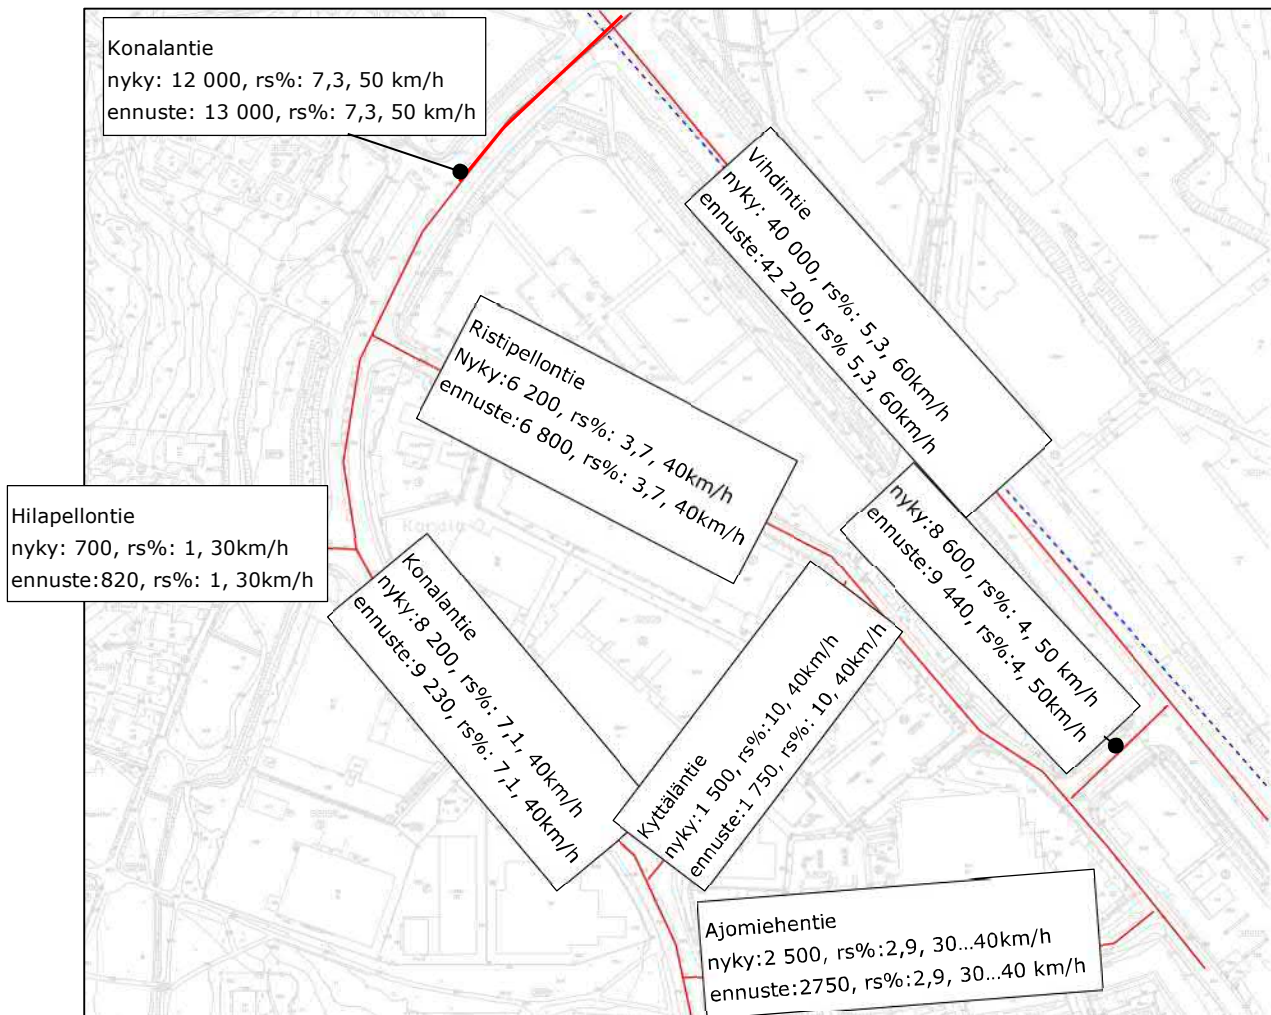 Konalantie
nyky: 12 000, rs%: 7,3, 50 km/h
ennuste: 13 000, rs%: 7,3, 50 km/h
Vihdintie
nyky: 40 000, rs%: 5,3, 60km/h
ennuste:42 200, rs% 5,3, 60km/h
Ristipellontie
Nyky:6 200, rs%: 3,7, 40km/h
ennuste:6 800, rs%: 3,7, 40km/h
nyky:8 600, rs%: 4, 50 km/h
ennuste:9 440, rs%:4, 50km/h
Hilapellontie
nyky: 700, rs%: 1, 30km/h
ennuste:820, rs%: 1, 30km/h
Konalantie
nyky:8 200, rs%: 7,1, 40km/h
ennuste:9 230, rs%: 7,1, 40km/h
Kyttäläntie
nyky:1 500, rs%:10, 40km/h
ennuste:1 750, rs%: 10, 40km/h
Ajomiehentie
nyky:2 500, rs%:2,9, 30...40km/h
ennuste:2750, rs%:2,9, 30...40 km/h